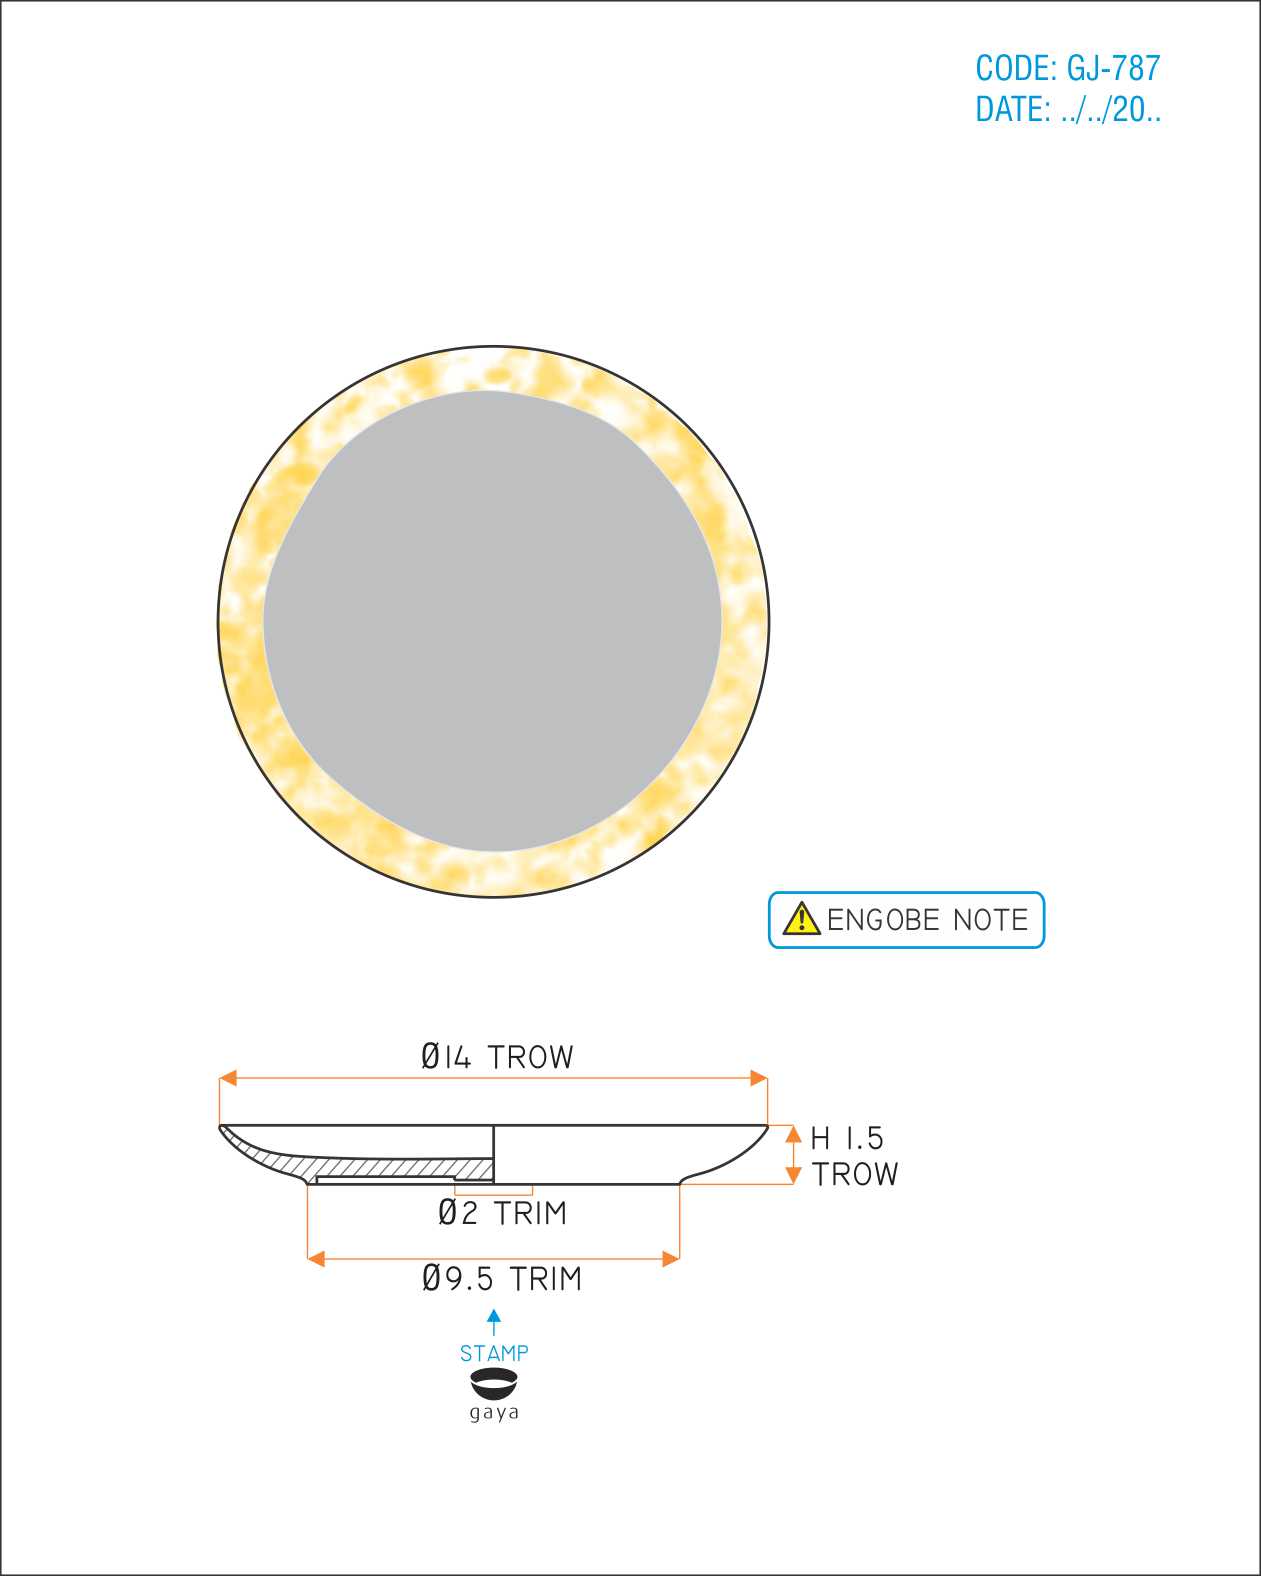 CODE: GJ-787
DATE: ../../20..
ENGOBE NOTE
Ø14 TROW
H 1.5
TROW
Ø2 TRIM
Ø9.5 TRIM
STAMP
gaya